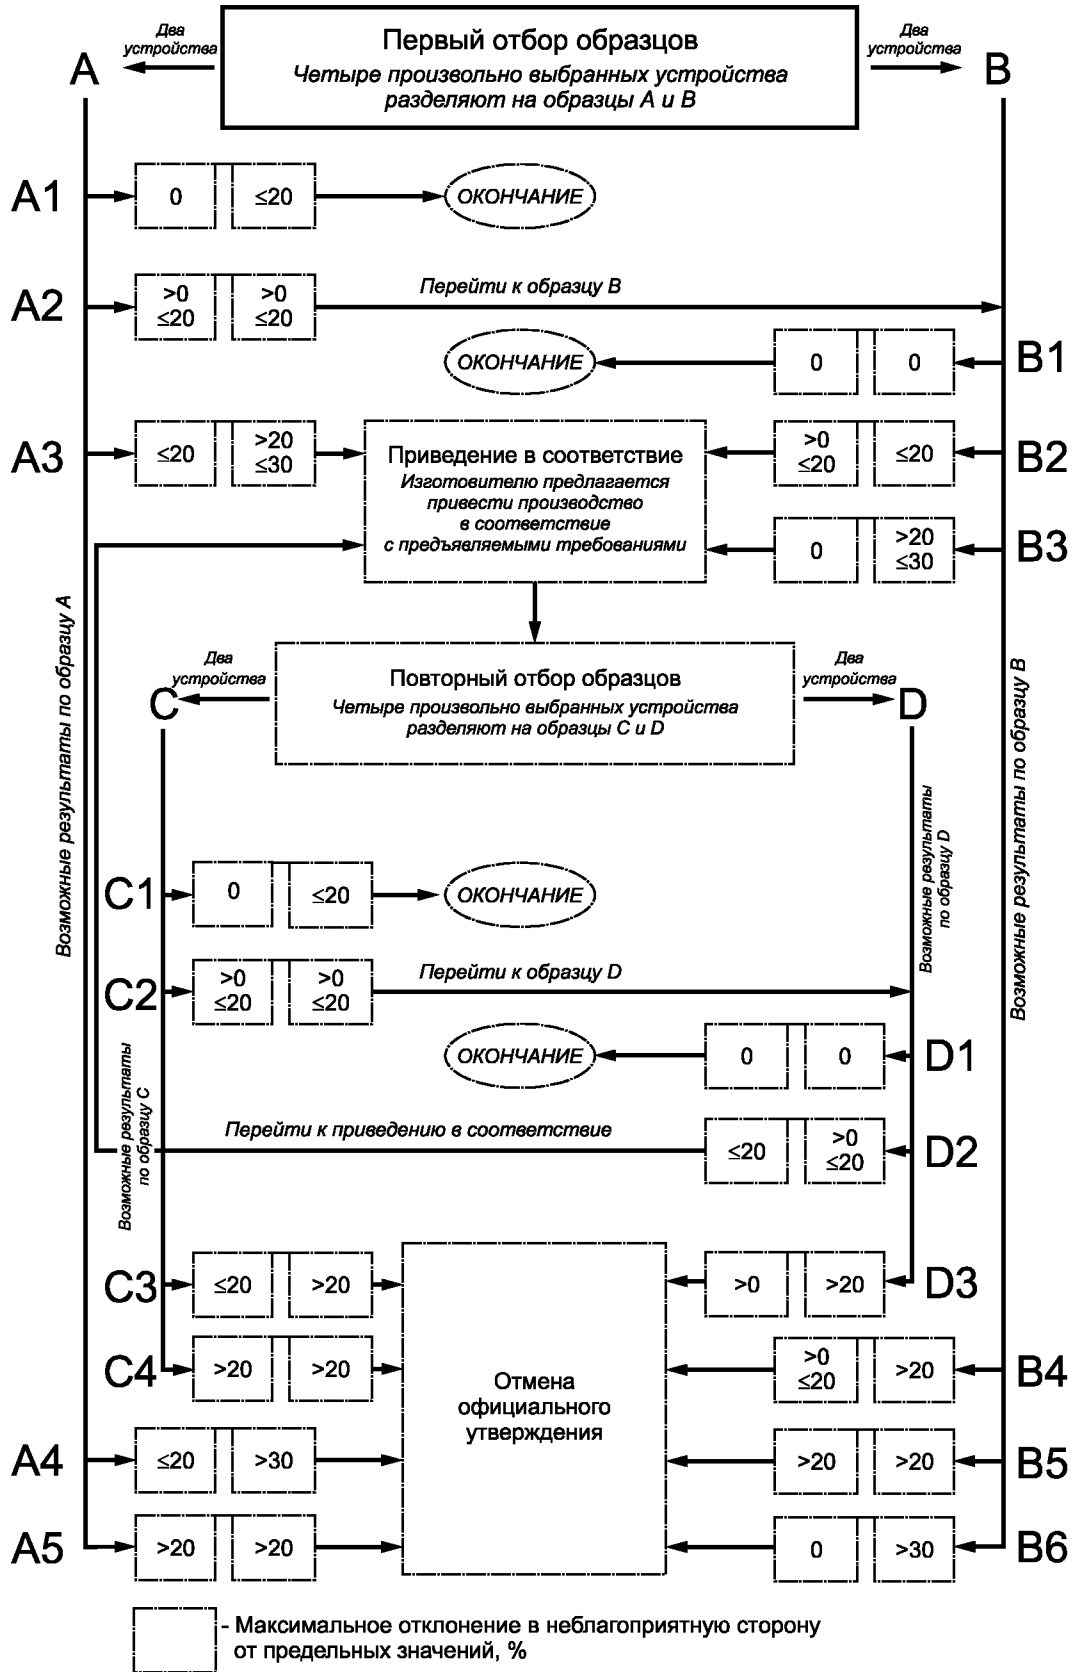 Два
устройства
Первый отбор образцов
Четыре произвольно выбранных устройства
разделяют на образцы А и В
Два
устройства
A
B
A1
0
≤20
ОКОНЧАНИЕ
A2
>0
≤20
>0
≤20
Перейти к образцу B
ОКОНЧАНИЕ
0
0
B1
A3
≤20
>20
≤30
Приведение в соответствие
Изготовителю предлагается
привести производство
в соответствие
с предъявляемыми требованиями
>0
≤20
≤20
B2
0
>20
≤30
B3
Возможные результаты по образцу A
Возможные результаты по образцу B
Два
устройства
Повторный отбор образцов
Четыре произвольно выбранных устройства
разделяют на образцы C и D
Два
устройства
C
D
Возможные результаты
по образцу D
C1
0
≤20
ОКОНЧАНИЕ
C2
>0
≤20
>0
≤20
Перейти к образцу D
ОКОНЧАНИЕ
0
0
D1
Возможные результаты
по образцу C
Перейти к приведению в соответствие
≤20
>0
≤20
D2
C3
≤20
>20
>0
>20
D3
C4
>20
>20
Отмена
официального
утверждения
>0
≤20
>20
B4
A4
≤20
>30
>20
>20
B5
A5
>20
>20
0
>30
B6
- Максимальное отклонение в неблагоприятную сторону
от предельных значений, %